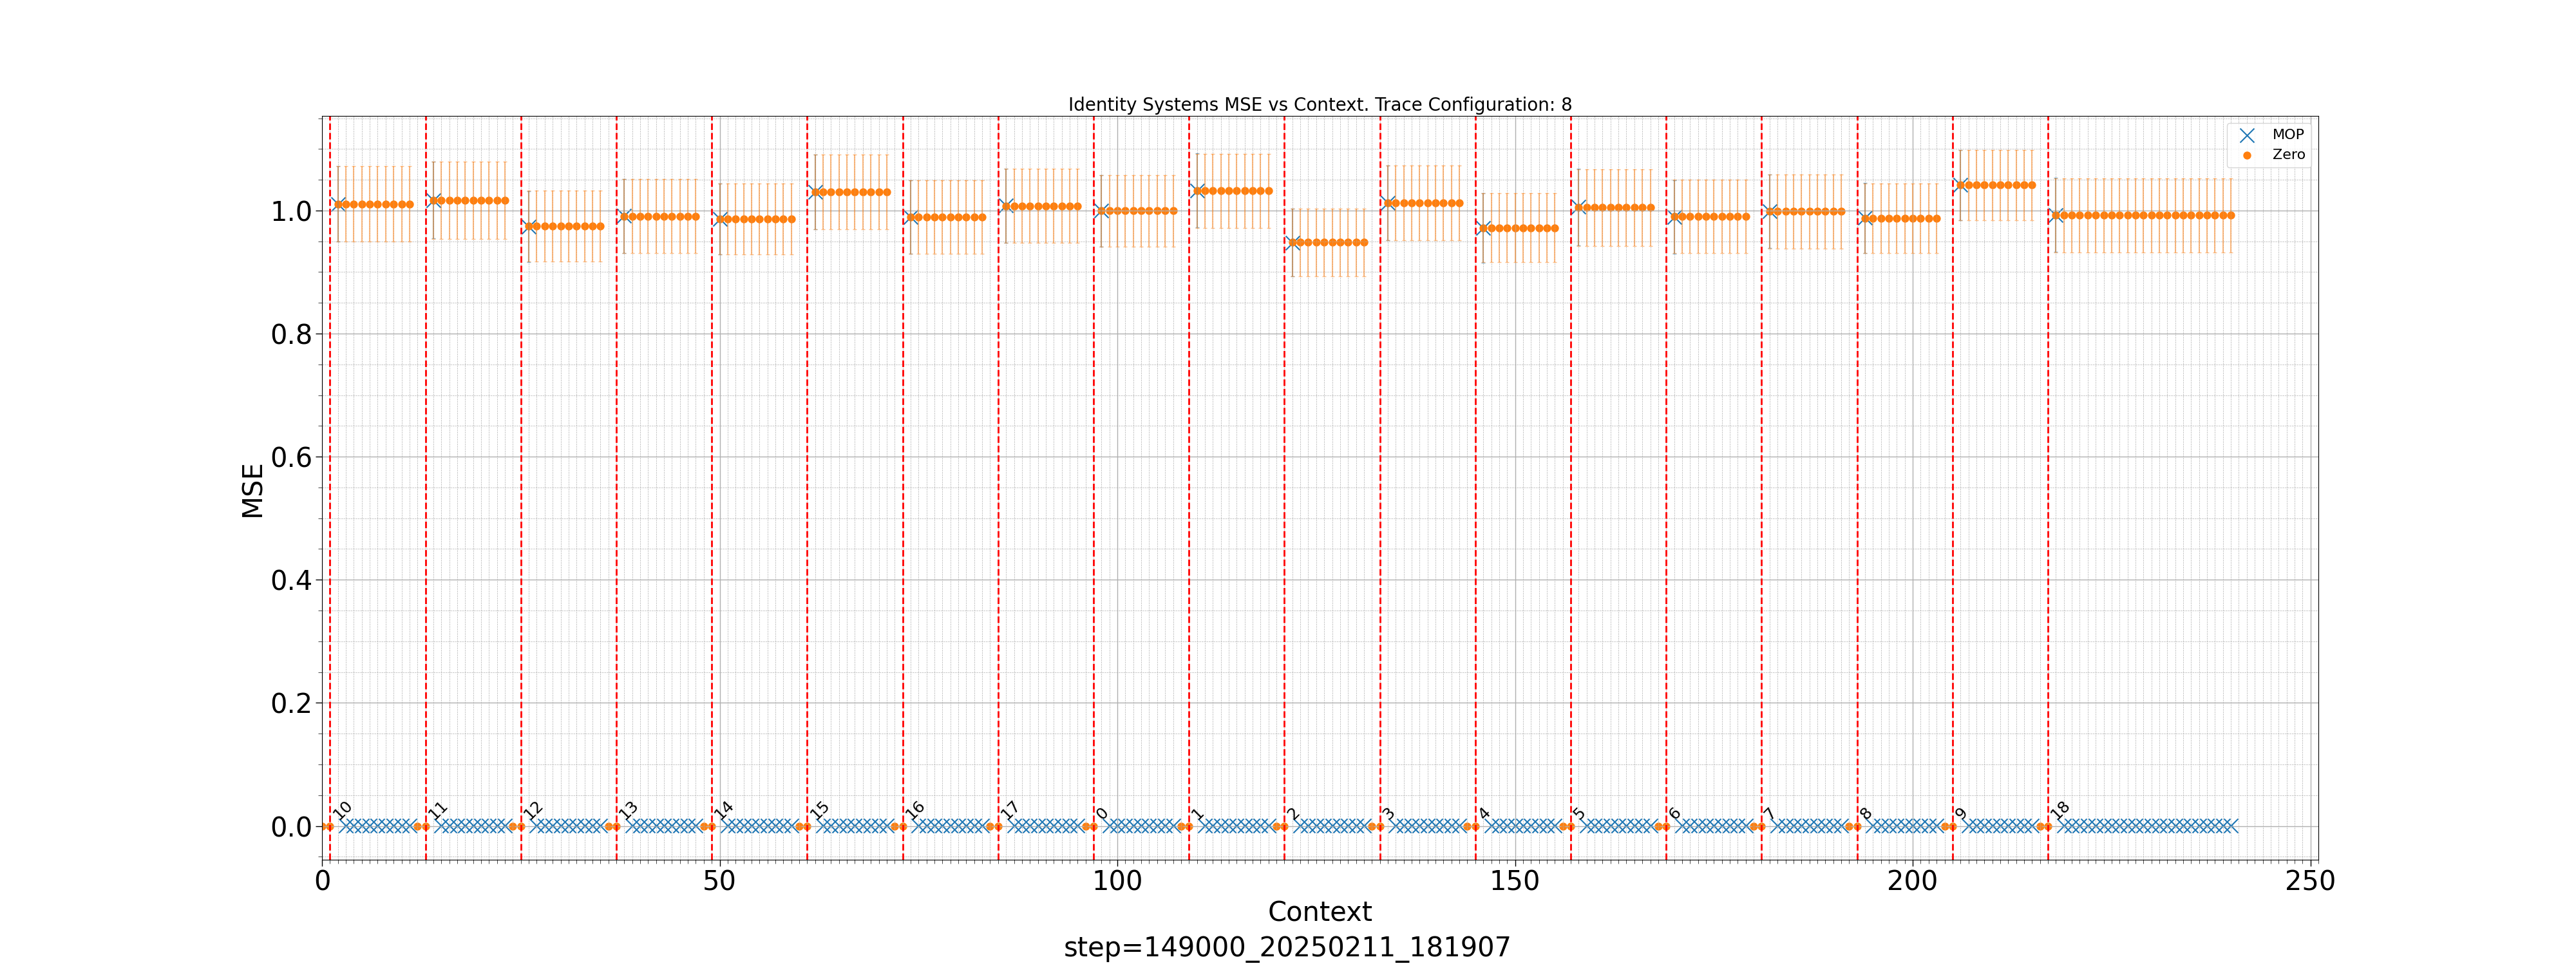 Identity Systems MSE vs Context. Trace Configuration: 8
MOP
Zero
MSE
1.0
0.8
0.6
0.4
0.2
0.0
10 11 12 13 14 15 16 17 0 1 2 3 4 5 6 7 8 9 18
0 50 100 150 200 250
Context
step=149000_20250211_181907